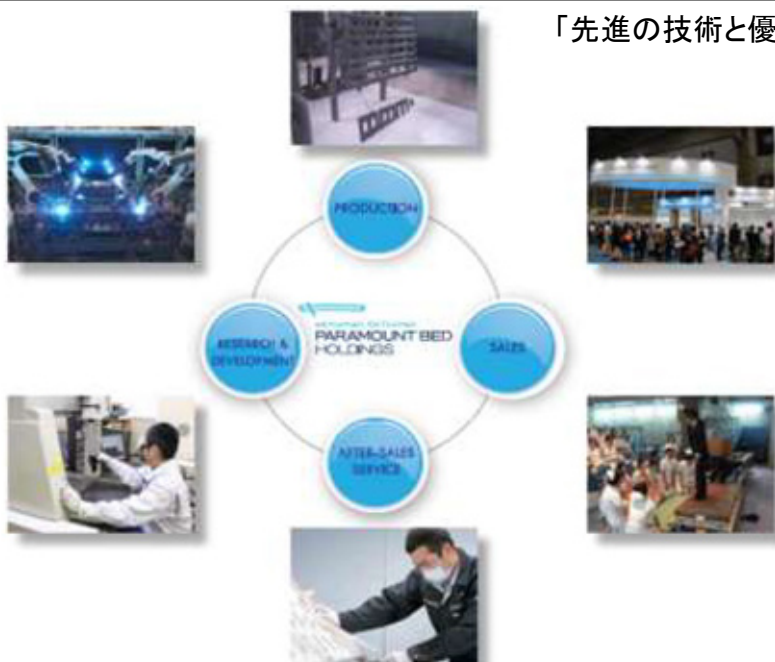 「先進の技術と優
PRODUCTION
PARAMOUNT BED
HOLDINGS
RESEARCH &
DEVELOPMENT
SALES
AFTER-SALES
SERVICE